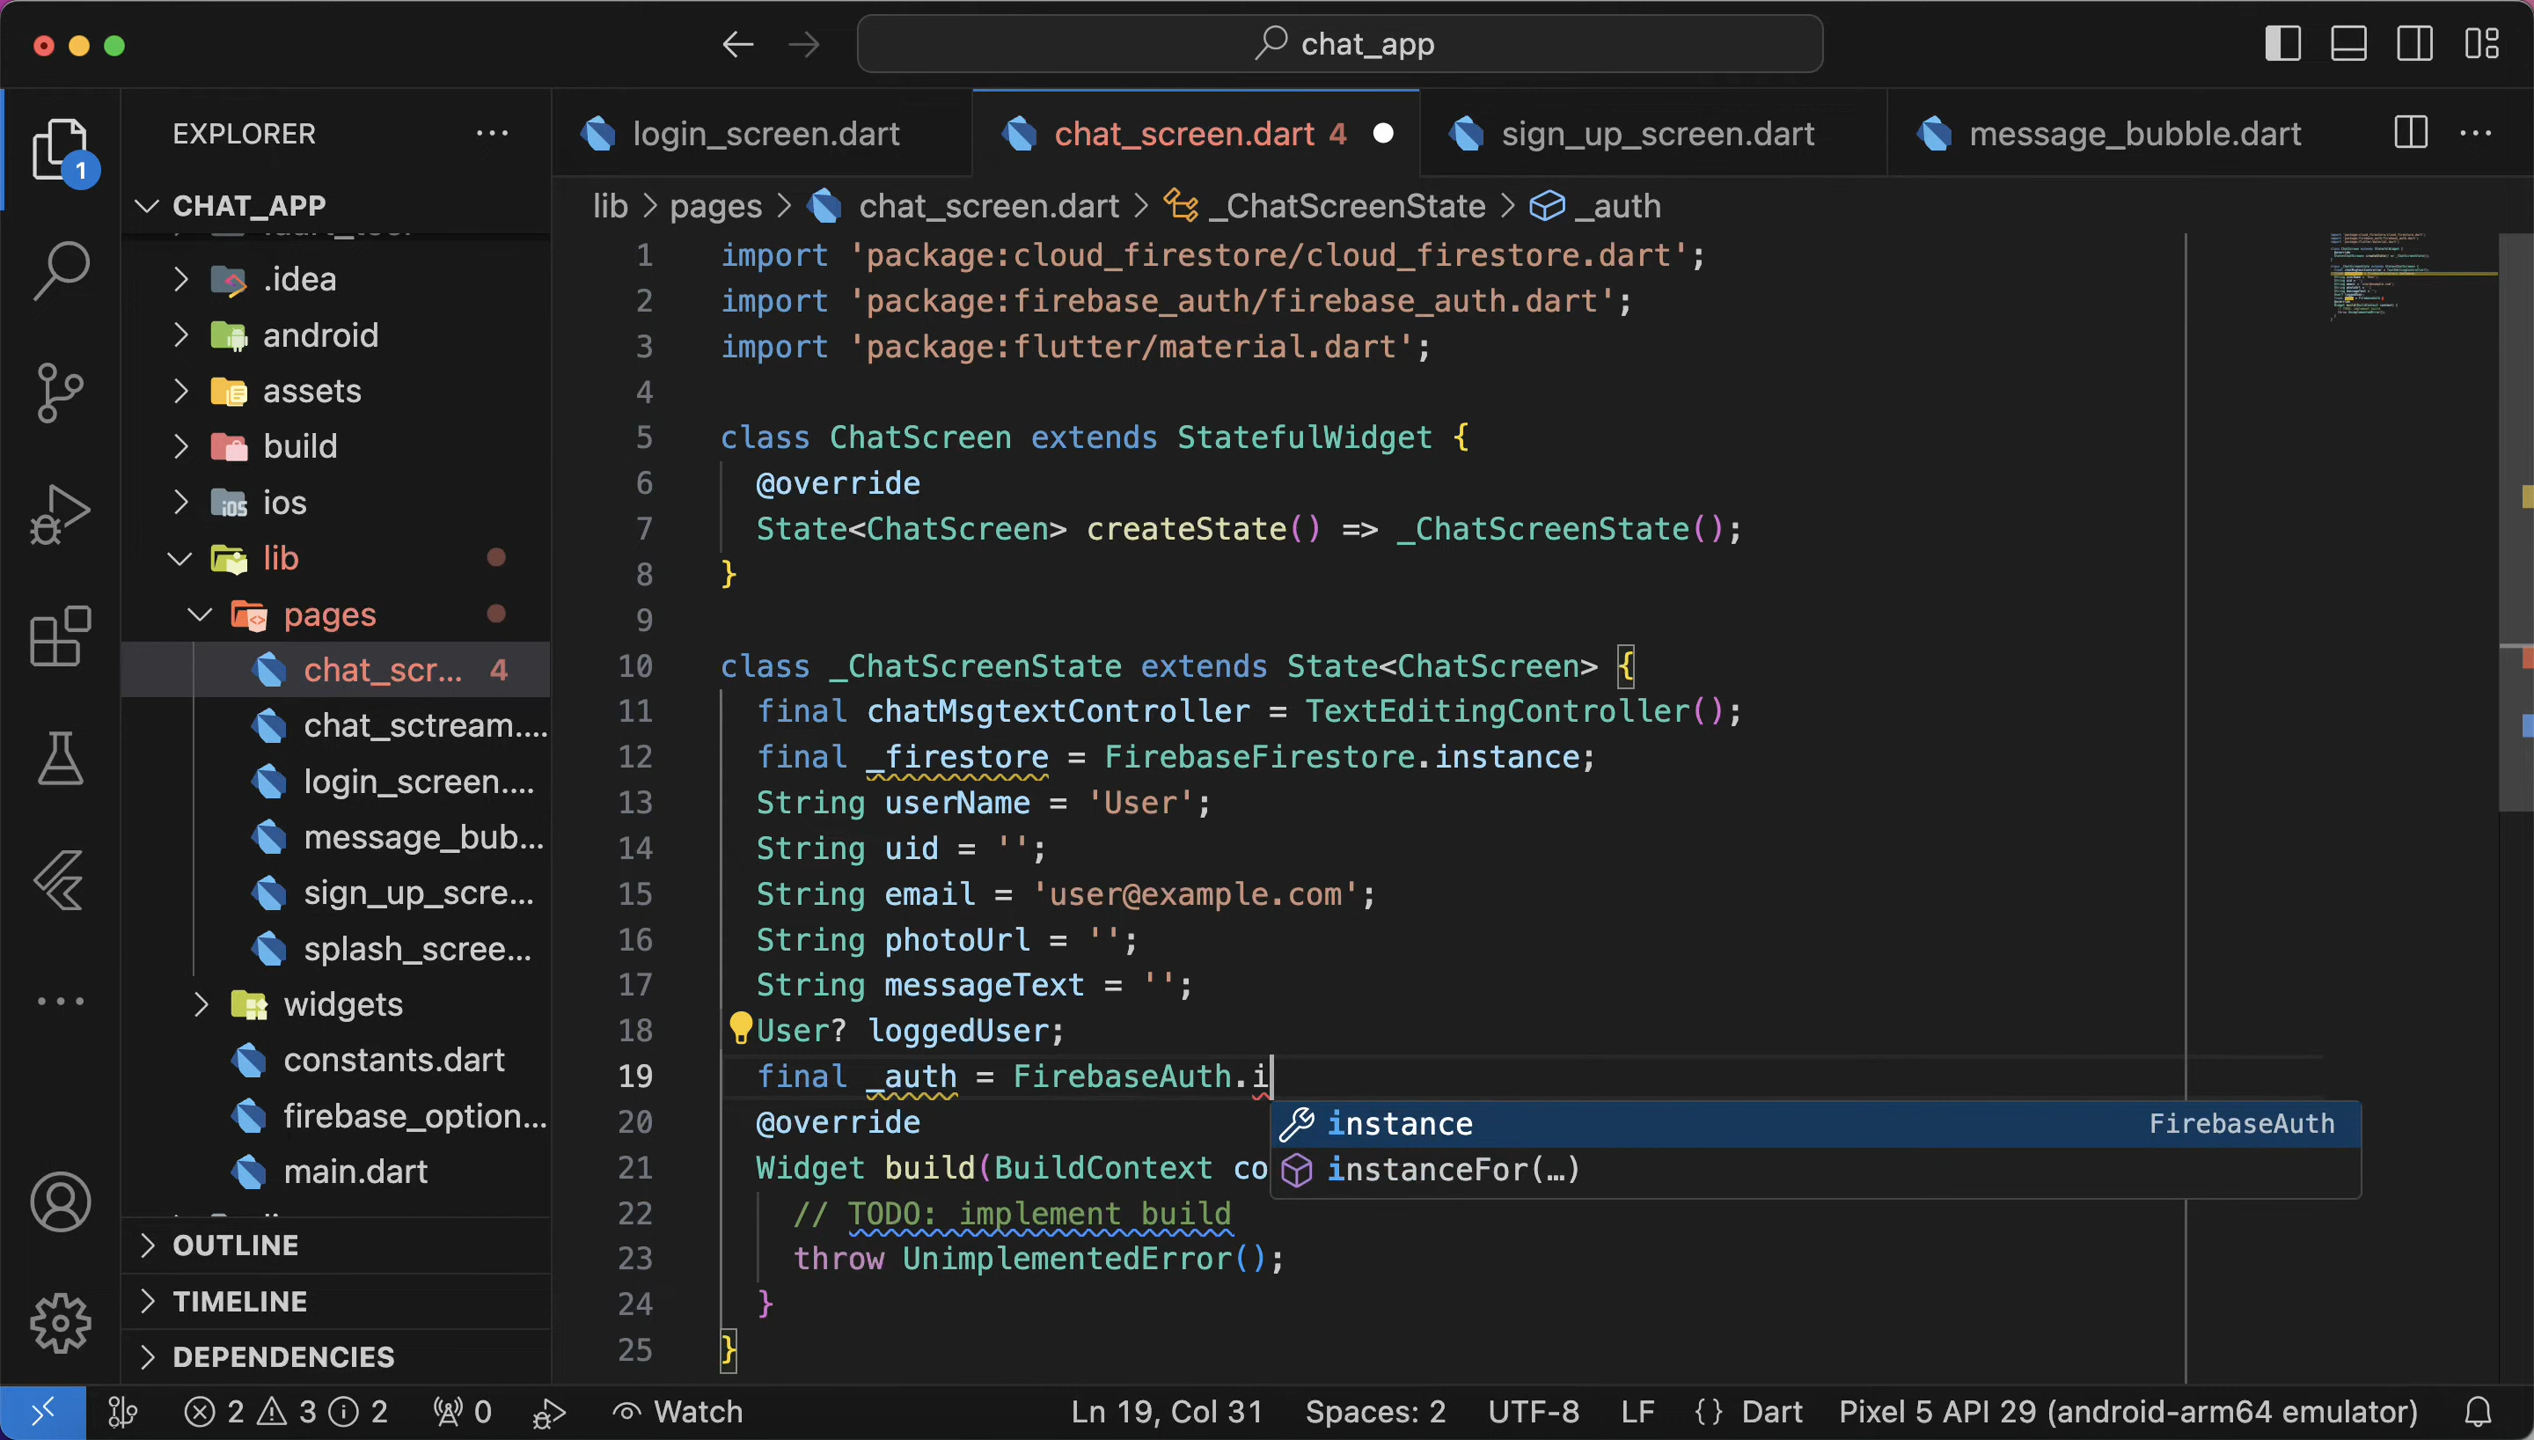 chat_app
EXPLORER
1
login_screen.dart
chat_screen.dart 4
sign_up_screen.dart
message_bubble.dart
CHAT_APP
lib > pages > chat_screen.dart > _ChatScreenState > _auth
.idea
android
assets
build
ios
lib
pages
chat_scr... 4
chat_sctream....
login_screen....
message_bub...
sign_up_scre...
splash_scree...
widgets
constants.dart
firebase_option...
main.dart
OUTLINE
TIMELINE
DEPENDENCIES
1 import 'package:cloud_firestore/cloud_firestore.dart';
2 import 'package:firebase_auth/firebase_auth.dart';
3 import 'package:flutter/material.dart';
4
5 class ChatScreen extends StatefulWidget {
6 @override
7 State<ChatScreen> createState() => _ChatScreenState();
8 }
9
10 class _ChatScreenState extends State<ChatScreen> {
11 final chatMsgtextController = TextEditingController();
12 final _firestore = FirebaseFirestore.instance;
13 String userName = 'User';
14 String uid = '';
15 String email = 'user@example.com';
16 String photoUrl = '';
17 String messageText = '';
18 User? loggedUser;
19 final _auth = FirebaseAuth.i
20 @override
21 Widget build(BuildContext co
22 // TODO: implement build
23 throw UnimplementedError();
24 }
25 }
instance FirebaseAuth
instanceFor(…)
2 3 2 0 Watch Ln 19, Col 31 Spaces: 2 UTF-8 LF {} Dart Pixel 5 API 29 (android-arm64 emulator)